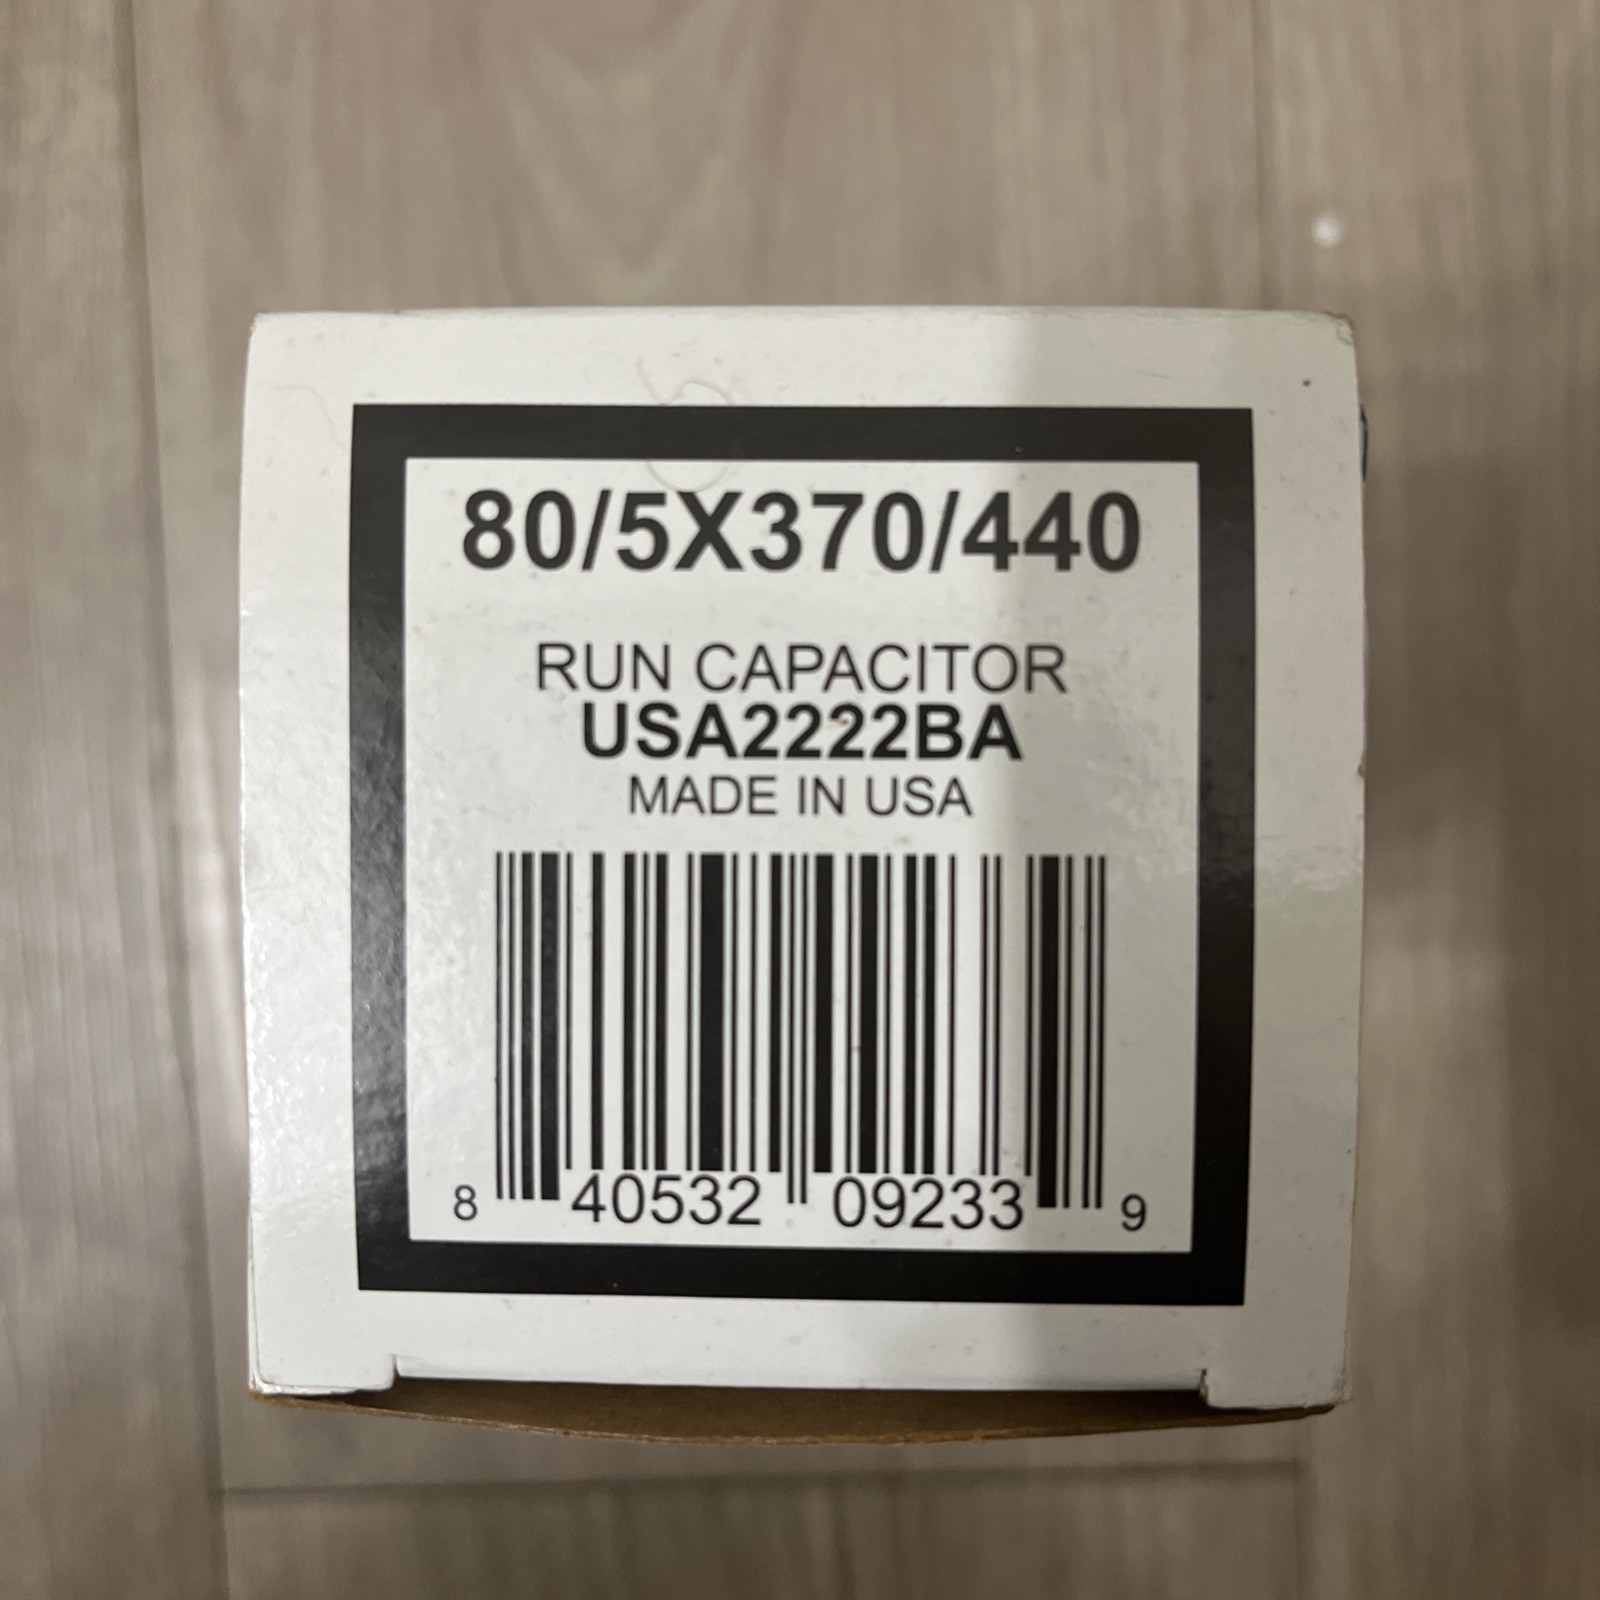 80/5X370/440
RUN CAPACITOR
USA2222BA
MADE IN USA
8 40532 09233 9